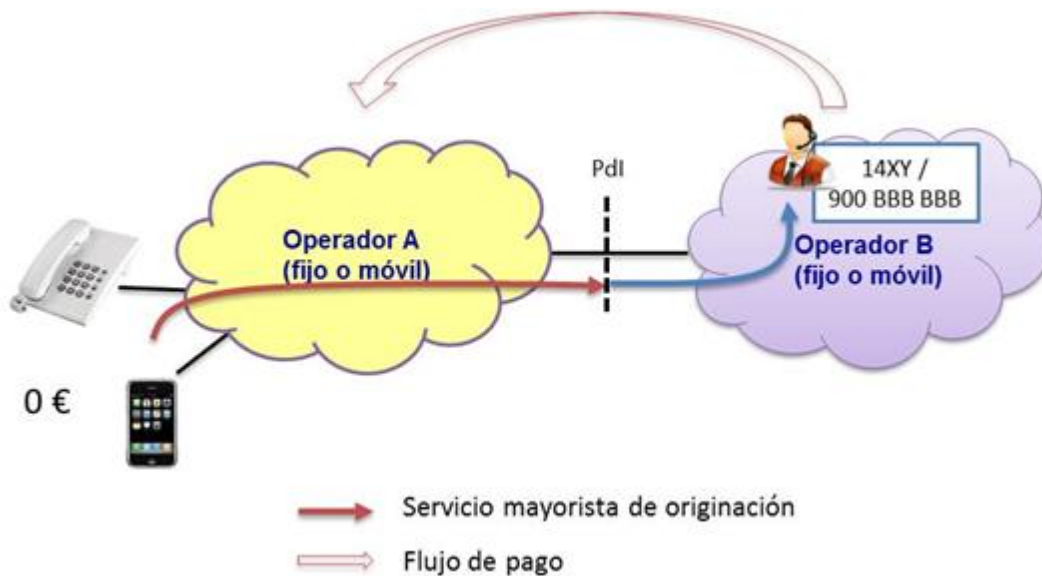 PdI
14XY /
900 BBB BBB
Operador A
(fijo o móvil)
Operador B
(fijo o móvil)
0 €
Servicio mayorista de originación
Flujo de pago